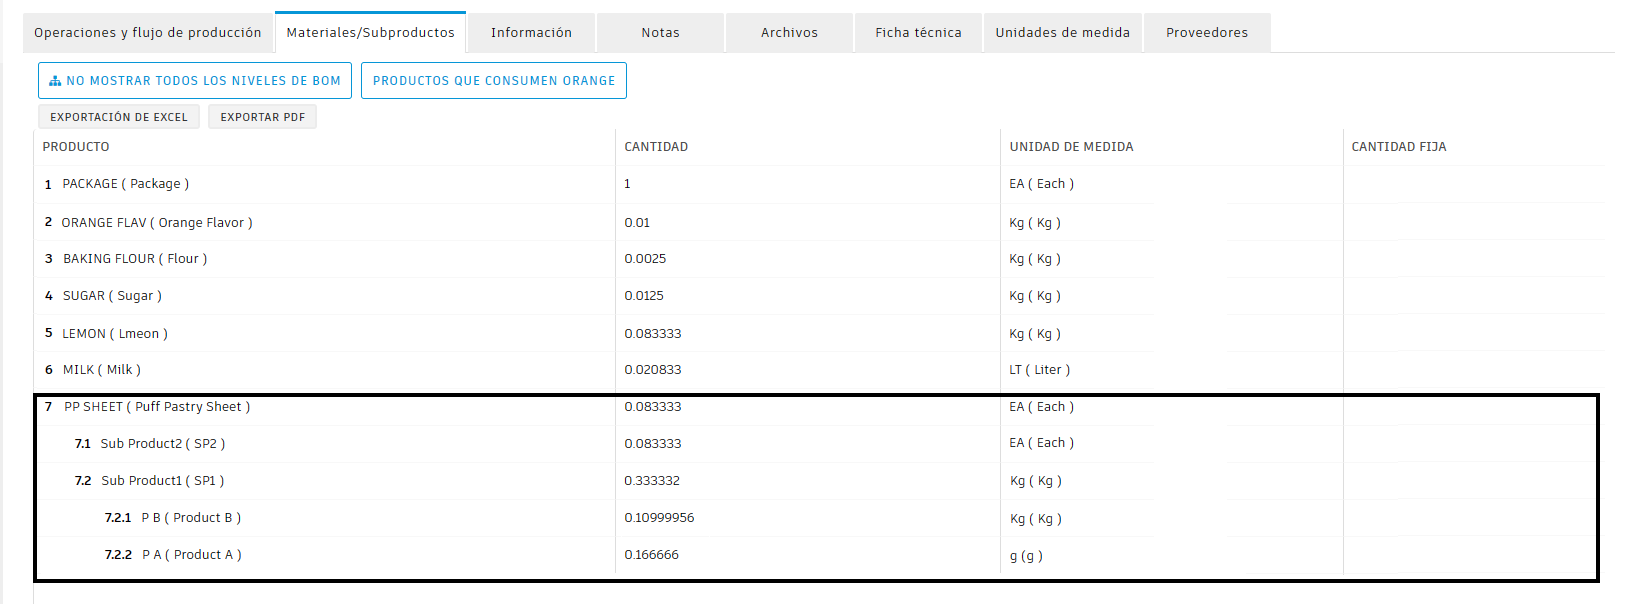 Operaciones y flujo de producción Materiales/Subproductos Información Notas Archivos Ficha técnica Unidades de medida Proveedores
NO MOSTRAR TODOS LOS NIVELES DE BOM PRODUCTOS QUE CONSUMEN ORANGE
EXPORTACIÓN DE EXCEL EXPORTAR PDF
PRODUCTO CANTIDAD UNIDAD DE MEDIDA CANTIDAD FIJA
1 PACKAGE ( Package ) 1 EA ( Each )
2 ORANGE FLAV ( Orange Flavor ) 0.01 Kg ( Kg )
3 BAKING FLOUR ( Flour ) 0.0025 Kg ( Kg )
4 SUGAR ( Sugar ) 0.0125 Kg ( Kg )
5 LEMON ( Lmeon ) 0.083333 Kg ( Kg )
6 MILK ( Milk ) 0.020833 LT ( Liter )
7 PP SHEET ( Puff Pastry Sheet ) 0.083333 EA ( Each )
7.1 Sub Product2 ( SP2 ) 0.083333 EA ( Each )
7.2 Sub Product1 ( SP1 ) 0.333332 Kg ( Kg )
7.2.1 P B ( Product B ) 0.10999956 Kg ( Kg )
7.2.2 P A ( Product A ) 0.166666 g (g )